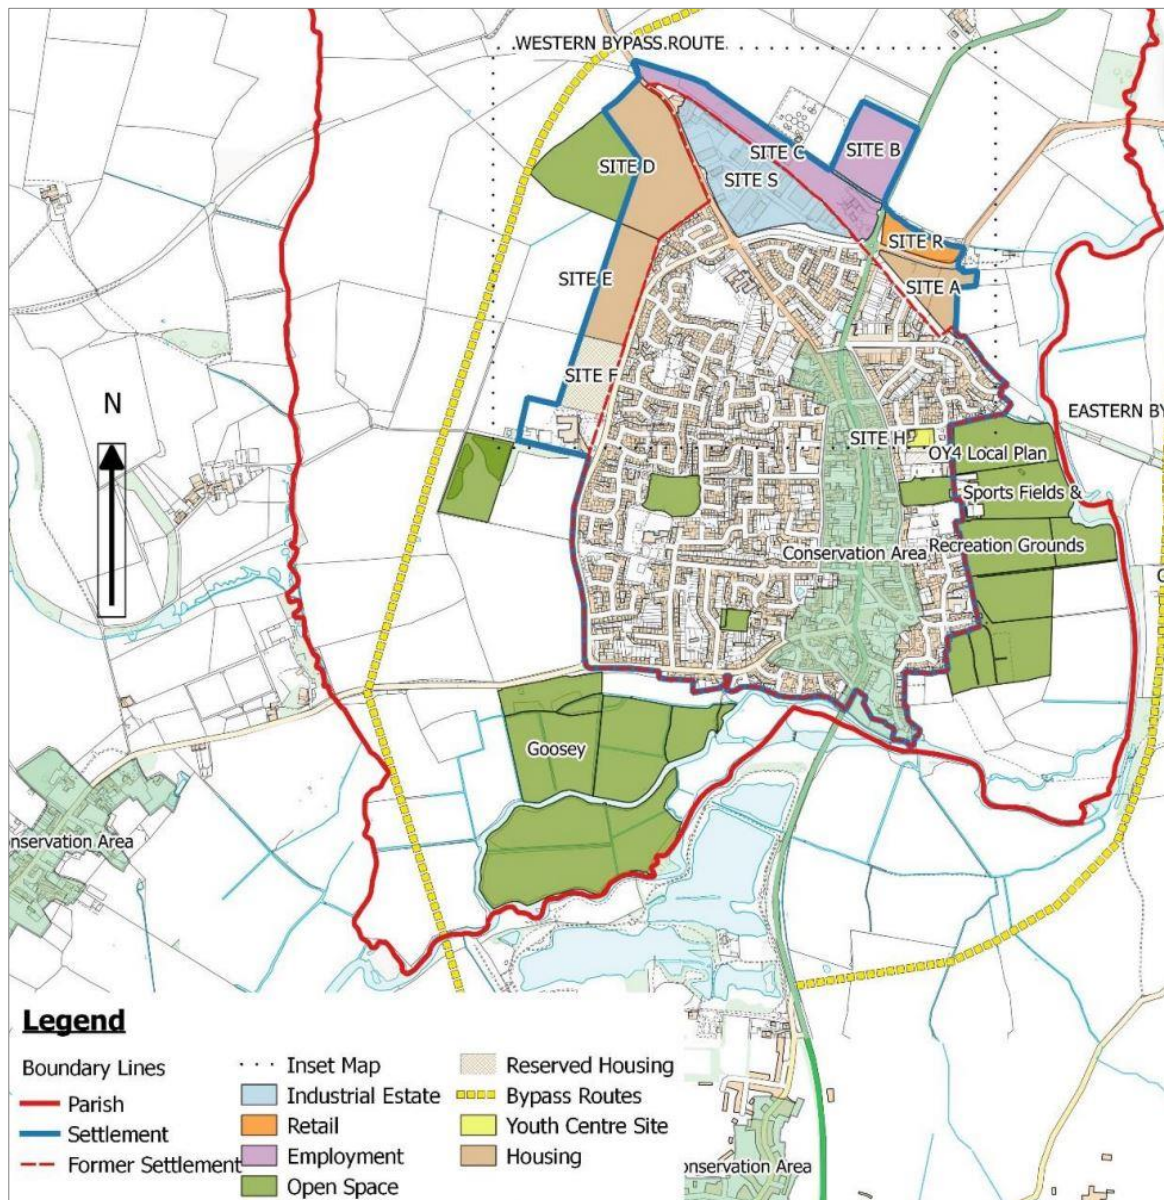 WESTERN BYPASS ROUTE
SITE C
SITE B
SITE D
SITE S
SITE R
SITE E
SITE A
N
SITE F
EASTERN BY
SITE H
OY4 Local Plan
Sports Fields &
Recreation Grounds
Conservation Area
Goosey
onservation Area
Legend
Boundary Lines
Parish
Settlement
Former Settlement
Inset Map
Industrial Estate
Retail
Employment
Open Space
Reserved Housing
Bypass Routes
Youth Centre Site
Housing
onservation Area